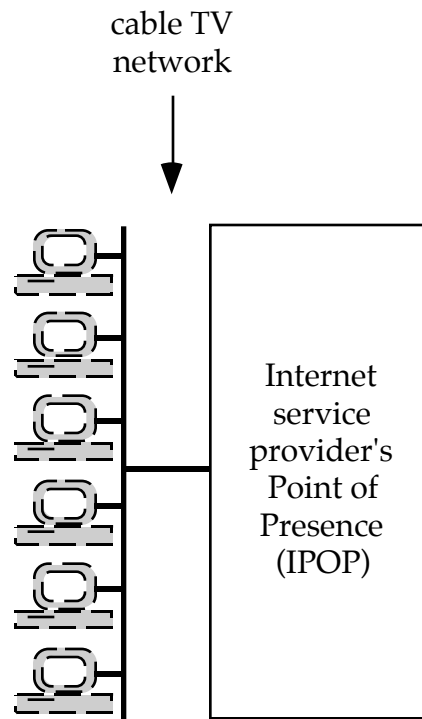 cable TV
network
Internet
service
provider's
Point of
Presence
(IPOP)